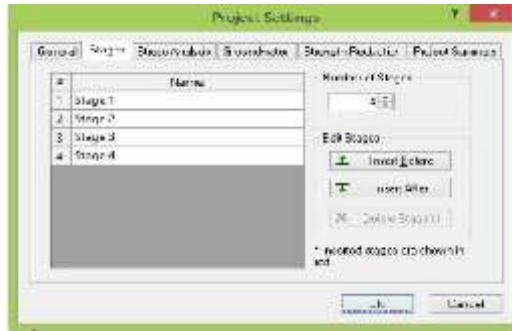 Project Settings
General Stages Stress Analysis Groundwater Strength Reduction Project Summary
# Name
1 Stage 1
2 Stage 2
3 Stage 3
4 Stage 4
Number of Stages
4
Edit Stages
Insert Before
Insert After
Delete Stage(s)
* Inserted stages are shown in
red
OK Cancel